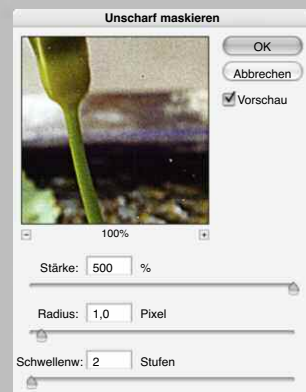 Unscharf maskieren
OK
Abbrechen
Vorschau
- 100% +
Stärke: 500 %
Radius: 1,0 Pixel
Schwellenw: 2 Stufen